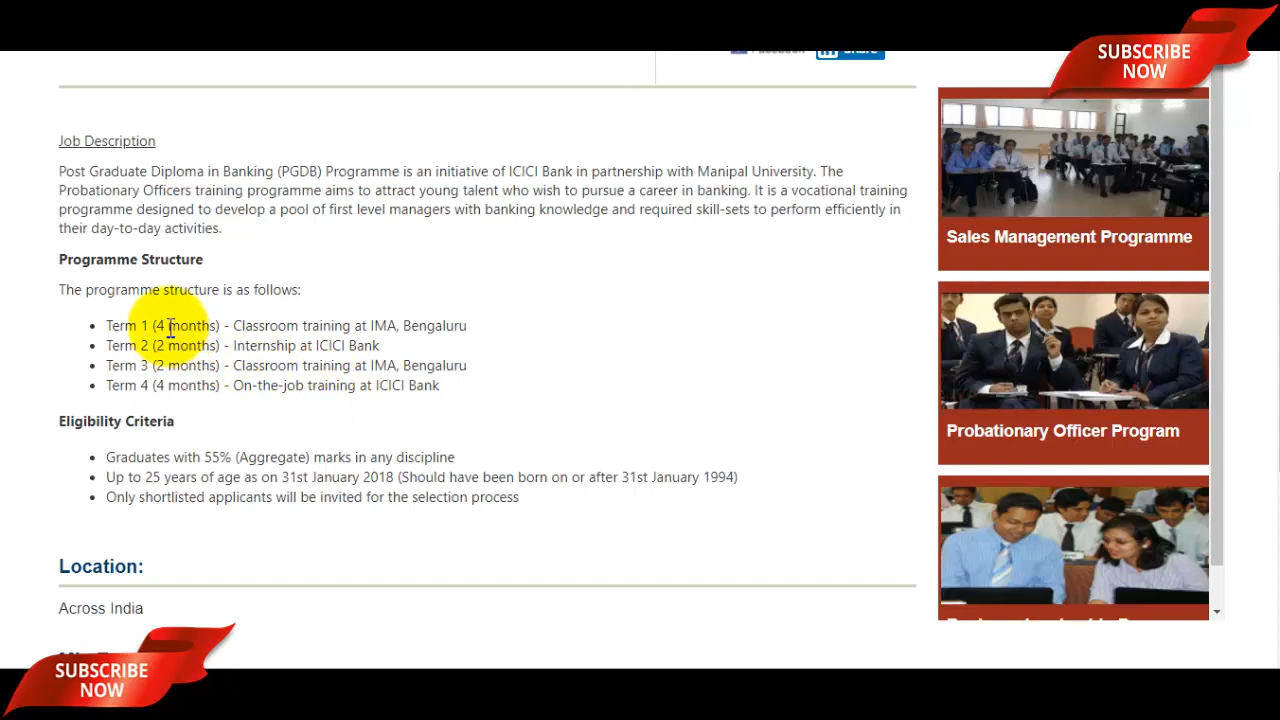 SUBSCRIBE
NOW
Job Description
Post Graduate Diploma in Banking (PGDB) Programme is an initiative of ICICI Bank in partnership with Manipal University. The
Probationary Officers training programme aims to attract young talent who wish to pursue a career in banking. It is a vocational training
programme designed to develop a pool of first level managers with banking knowledge and required skill-sets to perform efficiently in
their day-to-day activities.
Programme Structure
The programme structure is as follows:
Term 1 (4 months) - Classroom training at IMA, Bengaluru
Term 2 (2 months) - Internship at ICICI Bank
Term 3 (2 months) - Classroom training at IMA, Bengaluru
Term 4 (4 months) - On-the-job training at ICICI Bank
Eligibility Criteria
Graduates with 55% (Aggregate) marks in any discipline
Up to 25 years of age as on 31st January 2018 (Should have been born on or after 31st January 1994)
Only shortlisted applicants will be invited for the selection process
Location:
Across India
Sales Management Programme
Probationary Officer Program
SUBSCRIBE
NOW